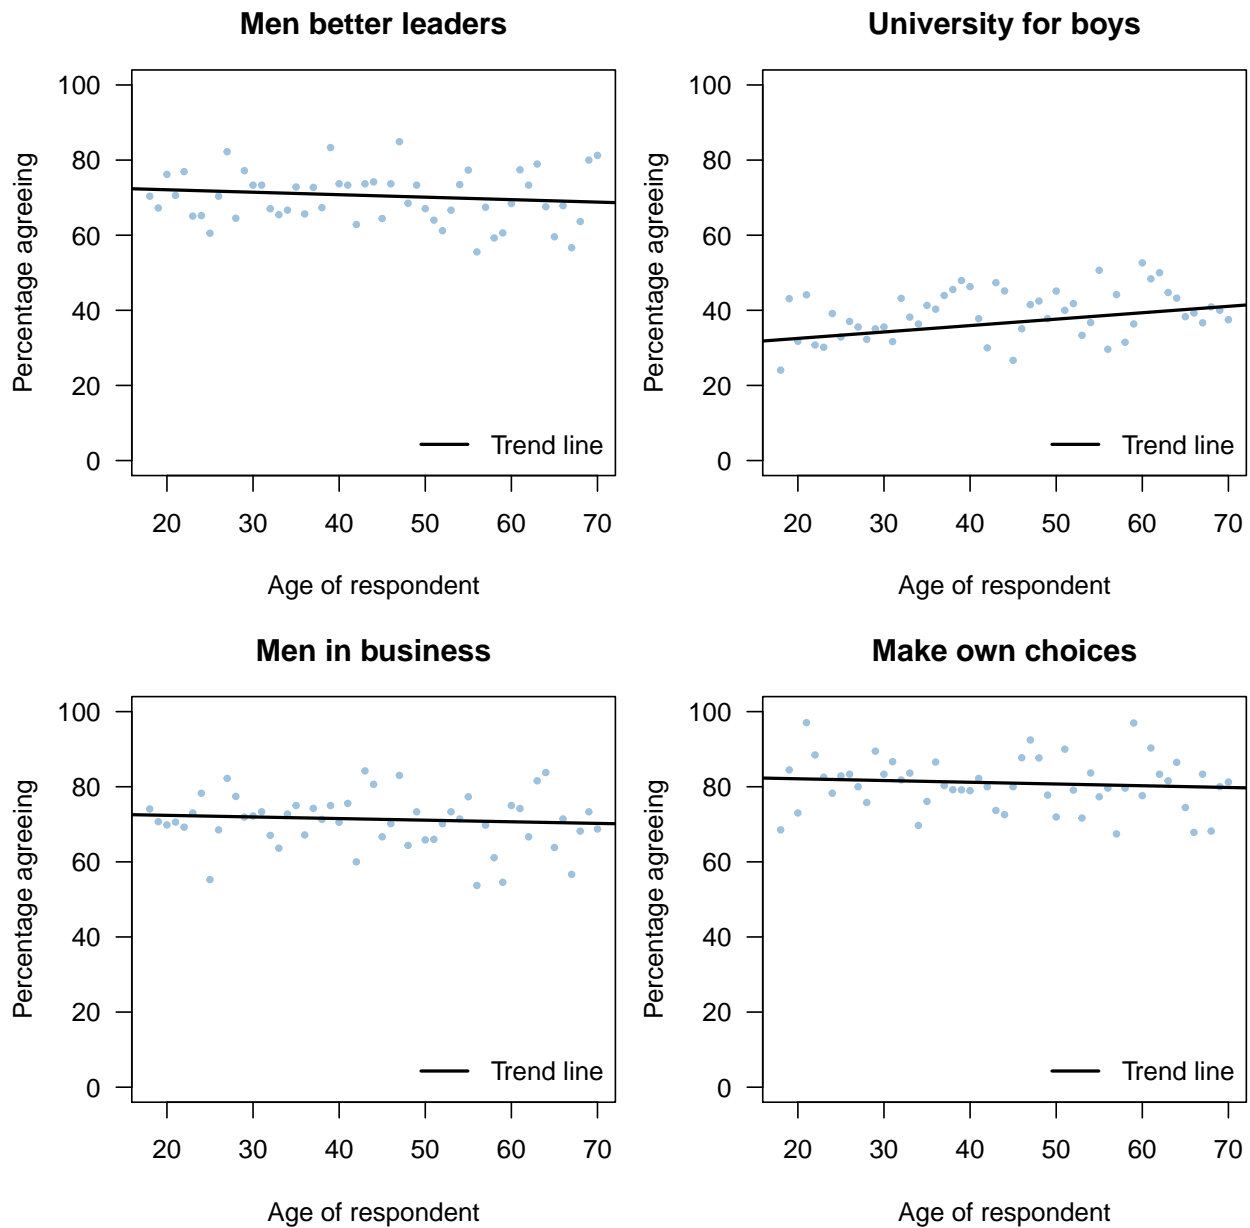 Men better leaders
Percentage agreeing
100
80
60
40
20
0
Trend line
20 30 40 50 60 70
Age of respondent
University for boys
Percentage agreeing
100
80
60
40
20
0
Trend line
20 30 40 50 60 70
Age of respondent
Men in business
Percentage agreeing
100
80
60
40
20
0
Trend line
20 30 40 50 60 70
Age of respondent
Make own choices
Percentage agreeing
100
80
60
40
20
0
Trend line
20 30 40 50 60 70
Age of respondent